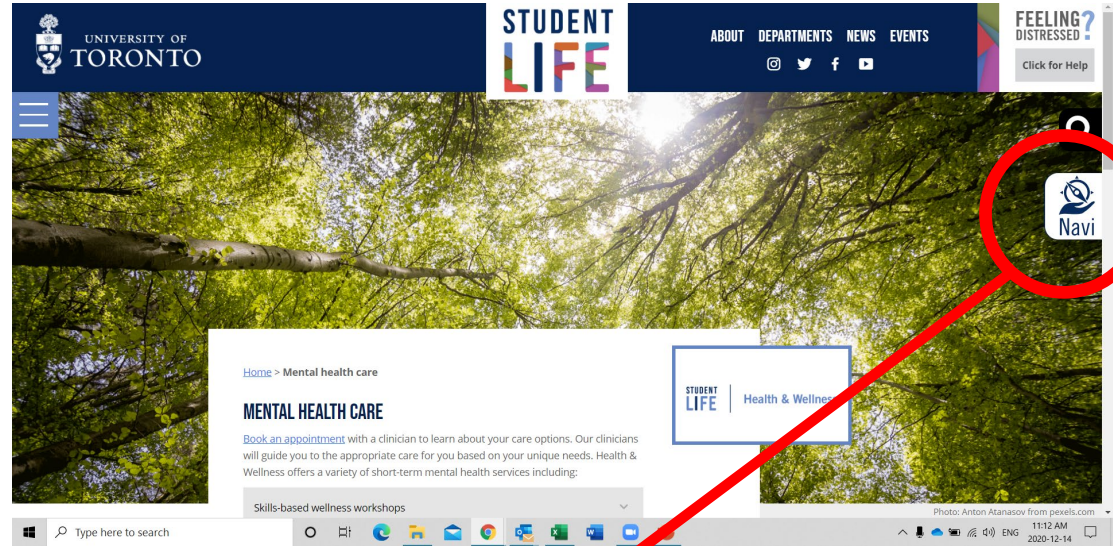 UNIVERSITY OF
TORONTO
STUDENT
LIFE
ABOUT DEPARTMENTS NEWS EVENTS
FEELING?
DISTRESSED
Click for Help
Navi
Home > Mental health care
MENTAL HEALTH CARE
Book an appointment with a clinician to learn about your care options. Our clinicians
will guide you to the appropriate care for you based on your unique needs. Health &
Wellness offers a variety of short-term mental health services including:
Skills-based wellness workshops
STUDENT
LIFE
Health & Wellness
Photo: Anton Atanasov from pexels.com
Type here to search
ENG
11:12 AM
2020-12-14